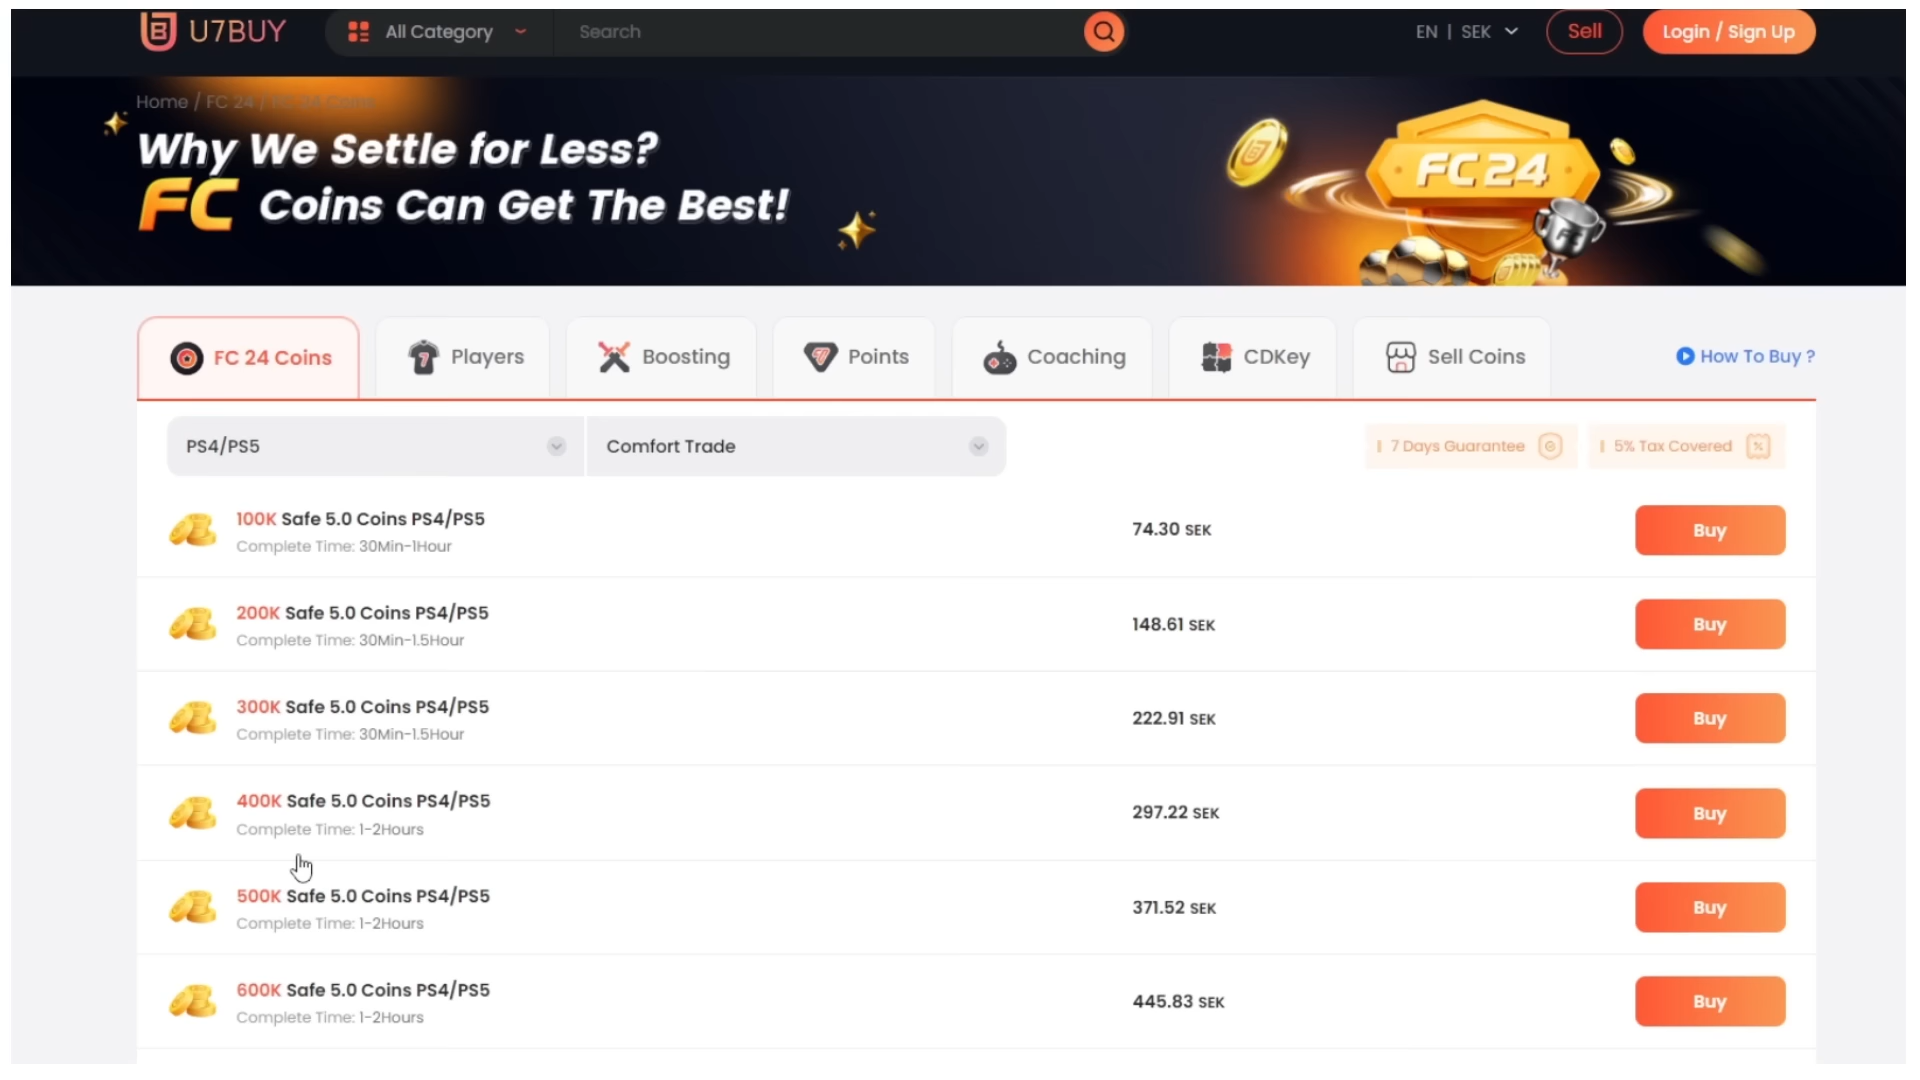 U7BUY All Category Search EN | SEK Sell Login / Sign Up
Home / FC 24 / FC 24 Coins
Why We Settle for Less?
FC Coins Can Get The Best!
FC 24
FC 24 Coins Players Boosting Points Coaching CDKey Sell Coins How To Buy ?
PS4/PS5 Comfort Trade 7 Days Guarantee 5% Tax Covered
100K Safe 5.0 Coins PS4/PS5
Complete Time: 30Min-1Hour
74.30 SEK
Buy
200K Safe 5.0 Coins PS4/PS5
Complete Time: 30Min-1.5Hour
148.61 SEK
Buy
300K Safe 5.0 Coins PS4/PS5
Complete Time: 30Min-1.5Hour
222.91 SEK
Buy
400K Safe 5.0 Coins PS4/PS5
Complete Time: 1-2Hours
297.22 SEK
Buy
500K Safe 5.0 Coins PS4/PS5
Complete Time: 1-2Hours
371.52 SEK
Buy
600K Safe 5.0 Coins PS4/PS5
Complete Time: 1-2Hours
445.83 SEK
Buy